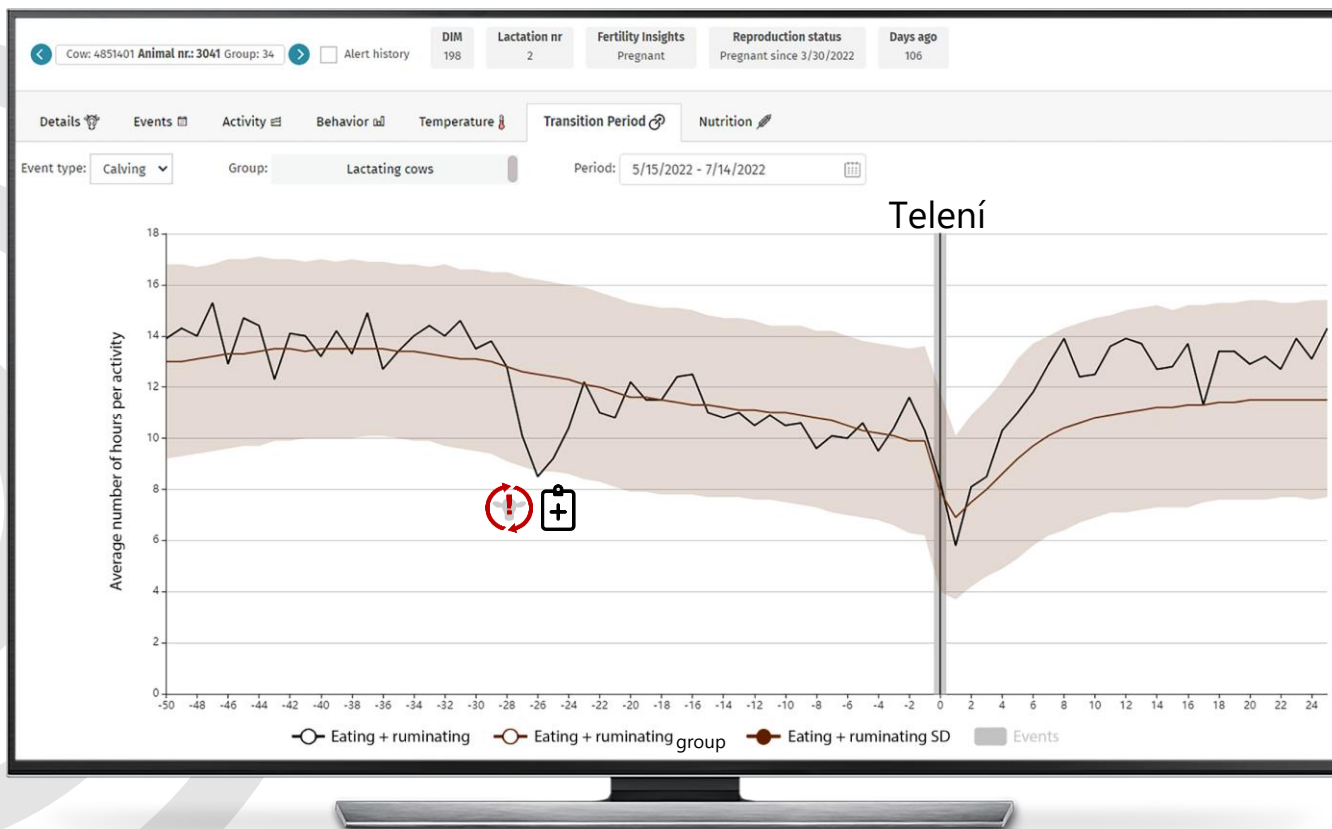 DIM Lactation nr Fertility Insights Reproduction status Days ago
Cow: 4851401 Animal nr.: 3041 Group: 34 Alert history 198 2 Pregnant Pregnant since 3/30/2022 106
Details Events Activity Behavior Temperature Transition Period Nutrition
Event type: Calving Group: Lactating cows Period: 5/15/2022 - 7/14/2022
Telení
18
16
14
12
10
8
6
4
2
0
Average number of hours per activity
-50 -48 -46 -44 -42 -40 -38 -36 -34 -32 -30 -28 -26 -24 -22 -20 -18 -16 -14 -12 -10 -8 -6 -4 -2 0 2 4 6 8 10 12 14 16 18 20 22 24
Eating + ruminating Eating + ruminating group Eating + ruminating SD Events